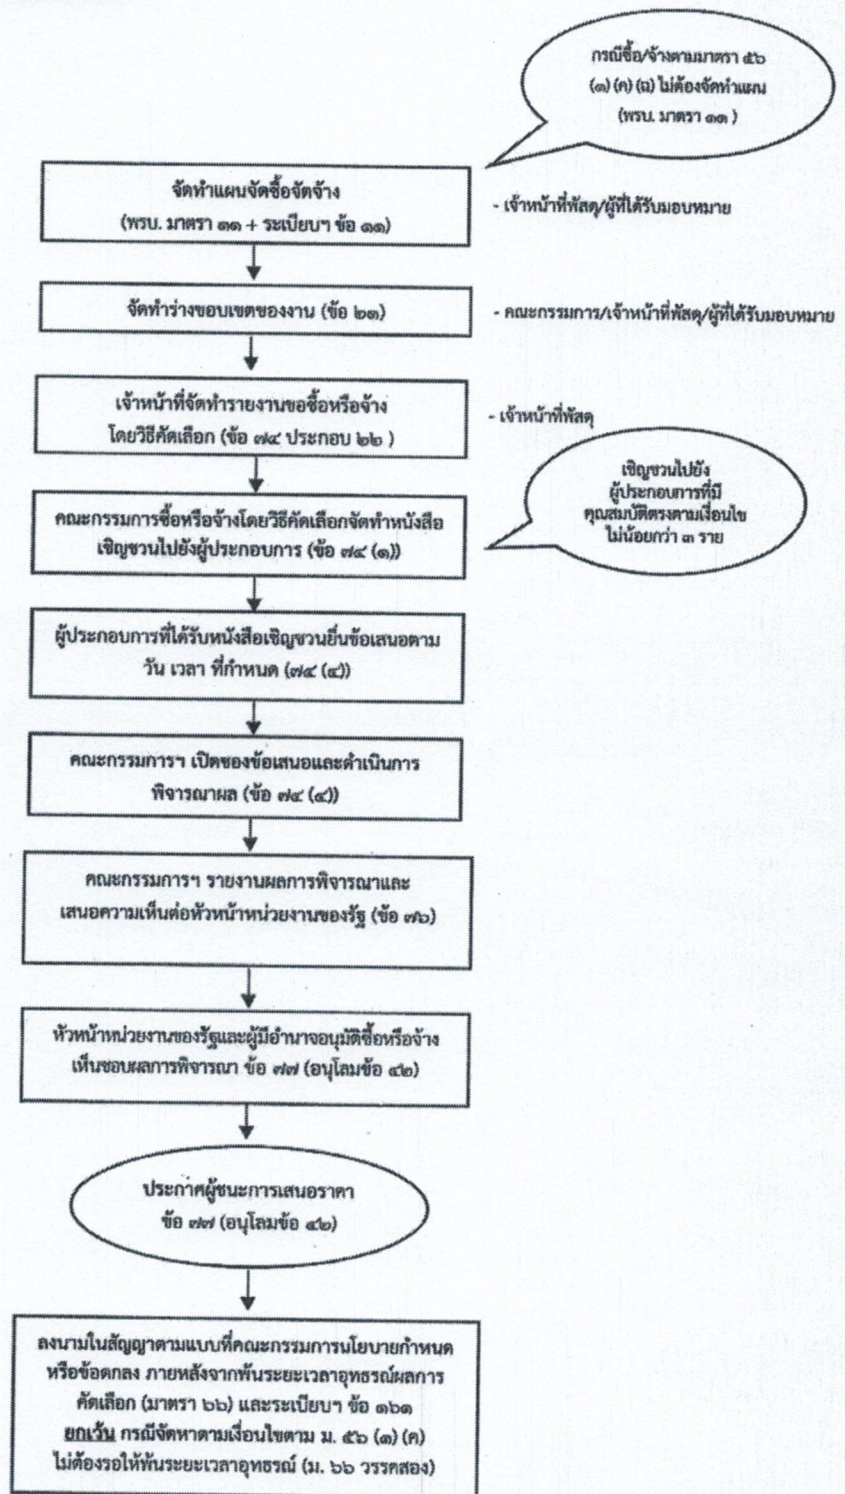 กรณีซื้อ/จ้างตามมาตรา ๕๖
(๑) (ค) (ฉ) ไม่ต้องจัดทำแผน
(พรบ. มาตรา ๑๑ )
จัดทำแผนจัดซื้อจัดจ้าง
(พรบ. มาตรา ๑๑ + ระเบียบฯ ข้อ ๑๑)
- เจ้าหน้าที่พัสดุ/ผู้ที่ได้รับมอบหมาย
จัดทำร่างขอบเขตของงาน (ข้อ ๒๑)
- คณะกรรมการ/เจ้าหน้าที่พัสดุ/ผู้ที่ได้รับมอบหมาย
เจ้าหน้าที่จัดทำรายงานขอซื้อหรือจ้าง
โดยวิธีคัดเลือก (ข้อ ๗๔ ประกอบ ๒๒ )
- เจ้าหน้าที่พัสดุ
เชิญชวนไปยัง
ผู้ประกอบการที่มี
คุณสมบัติตรงตามเงื่อนไข
ไม่น้อยกว่า ๓ ราย
คณะกรรมการซื้อหรือจ้างโดยวิธีคัดเลือกจัดทำหนังสือ
เชิญชวนไปยังผู้ประกอบการ (ข้อ ๗๔ (๑))
ผู้ประกอบการที่ได้รับหนังสือเชิญชวนยื่นข้อเสนอตาม
วัน เวลา ที่กำหนด (๗๔ (๔))
คณะกรรมการฯ เปิดซองข้อเสนอและดำเนินการ
พิจารณาผล (ข้อ ๗๔ (๔))
คณะกรรมการฯ รายงานผลการพิจารณาและ
เสนอความเห็นต่อหัวหน้าหน่วยงานของรัฐ (ข้อ ๗๖)
หัวหน้าหน่วยงานของรัฐและผู้มีอำนาจอนุมัติซื้อหรือจ้าง
เห็นชอบผลการพิจารณา ข้อ ๗๗ (อนุโลมข้อ ๔๒)
ประกาศผู้ชนะการเสนอราคา
ข้อ ๗๗ (อนุโลมข้อ ๔๒)
ลงนามในสัญญาตามแบบที่คณะกรรมการนโยบายกำหนด
หรือข้อตกลง ภายหลังจากพ้นระยะเวลาอุทธรณ์ผลการ
คัดเลือก (มาตรา ๖๖) และระเบียบฯ ข้อ ๑๖๑
ยกเว้น กรณีจัดหาตามเงื่อนไขตาม ม. ๕๖ (๑) (ค)
ไม่ต้องรอให้พ้นระยะเวลาอุทธรณ์ (ม. ๖๖ วรรคสอง)